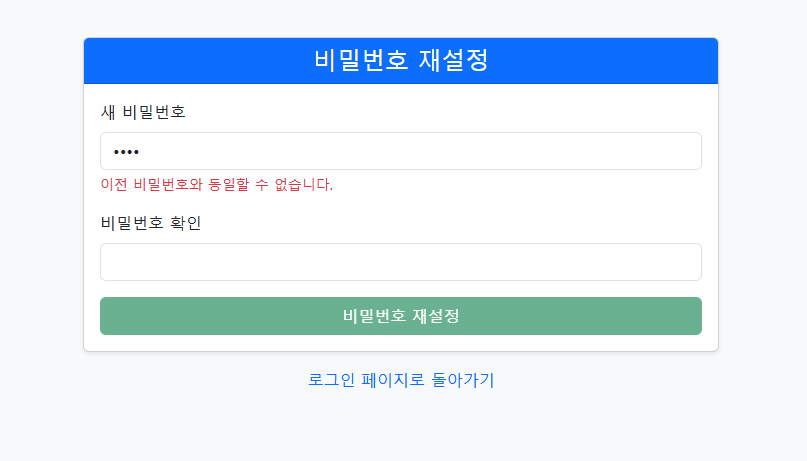 비밀번호 재설정
새 비밀번호
••••
이전 비밀번호와 동일할 수 없습니다.
비밀번호 확인
비밀번호 재설정
로그인 페이지로 돌아가기